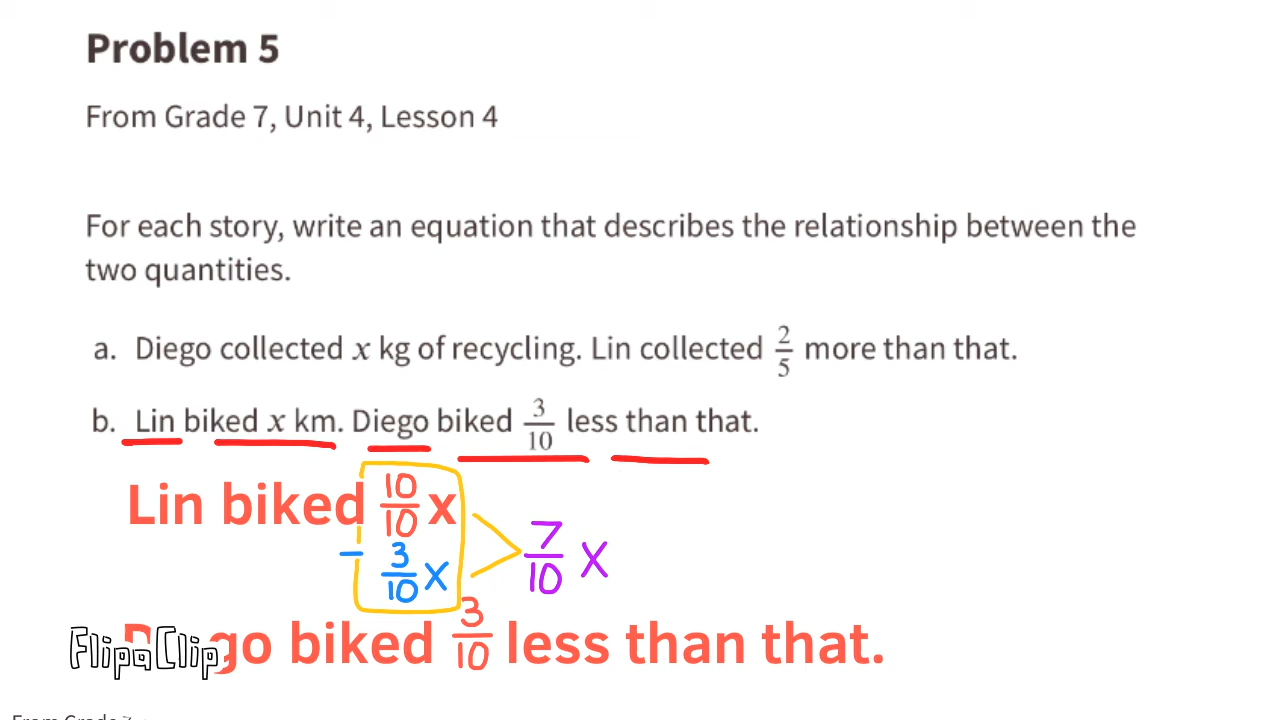 Problem 5
From Grade 7, Unit 4, Lesson 4
For each story, write an equation that describes the relationship between the
two quantities.
a. Diego collected x kg of recycling. Lin collected 2/5 more than that.
b. Lin biked x km. Diego biked 3/10 less than that.
Lin biked 10/10 x
- 3/10 x
7/10 x
go biked 3/10 less than that.
FlipaClip